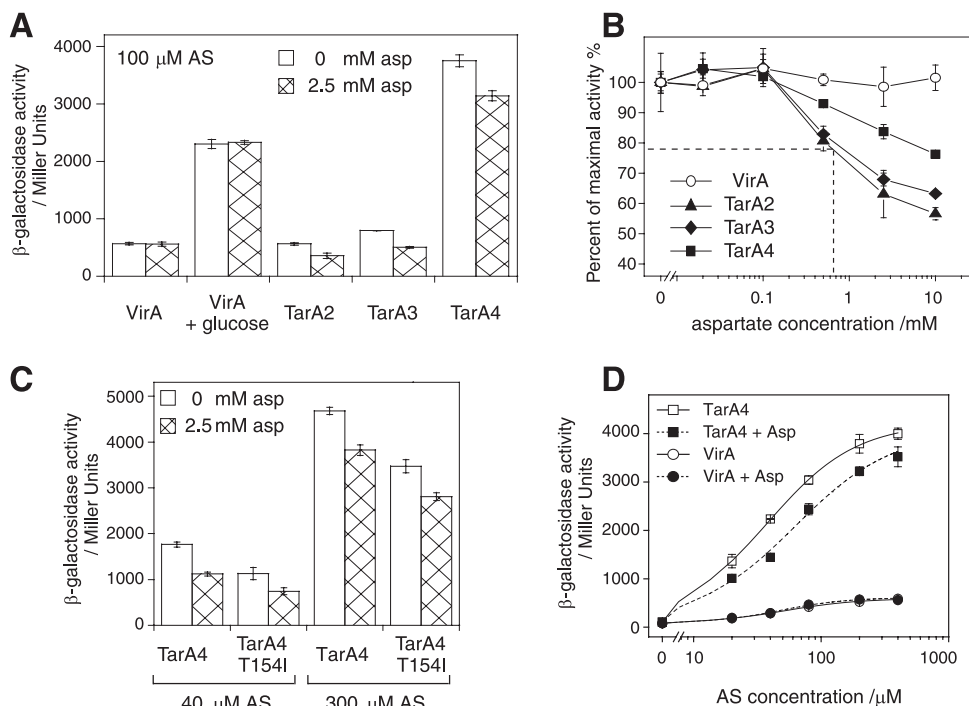 A
β-galactosidase activity
/ Miller Units
4000
3000
2000
1000
0
100 μM AS
0 mM asp
2.5 mM asp
VirA
VirA
+ glucose
TarA2
TarA3
TarA4
B
Percent of maximal activity %
100
90
80
70
60
50
40
VirA
TarA2
TarA3
TarA4
0
0.1
1
10
aspartate concentration /mM
C
β-galactosidase activity
/ Miller Units
5000
4000
3000
2000
1000
0
0 mM asp
2.5 mM asp
TarA4
TarA4
T154I
TarA4
TarA4
T154I
40 μM AS
300 μM AS
D
β-galactosidase activity
/ Miller Units
4000
3000
2000
1000
0
TarA4
TarA4 + Asp
VirA
VirA + Asp
0
10
100
1000
AS concentration /μM